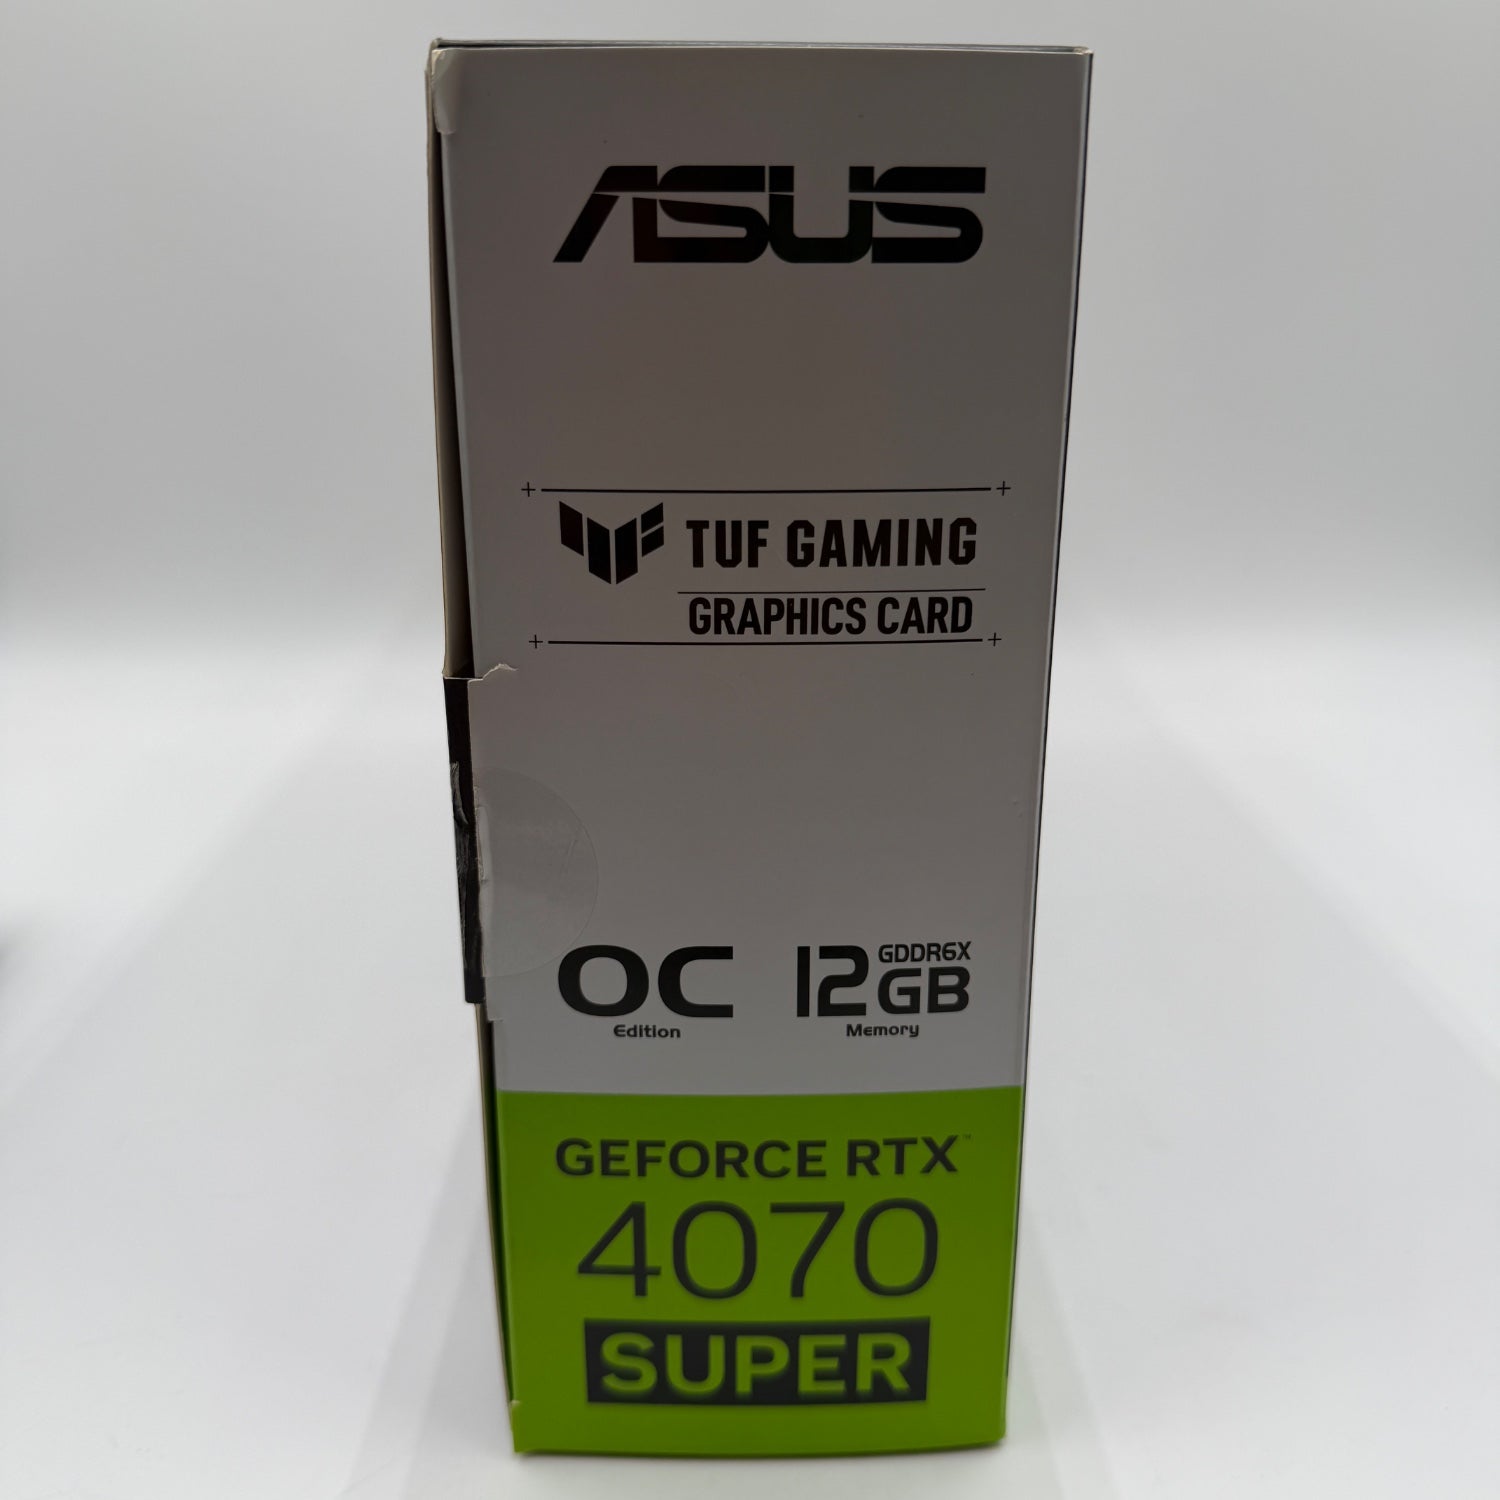 ASUS
TUF GAMING
GRAPHICS CARD
OC
Edition
12GB
GDDR6X
Memory
GEFORCE RTX™
4070
SUPER